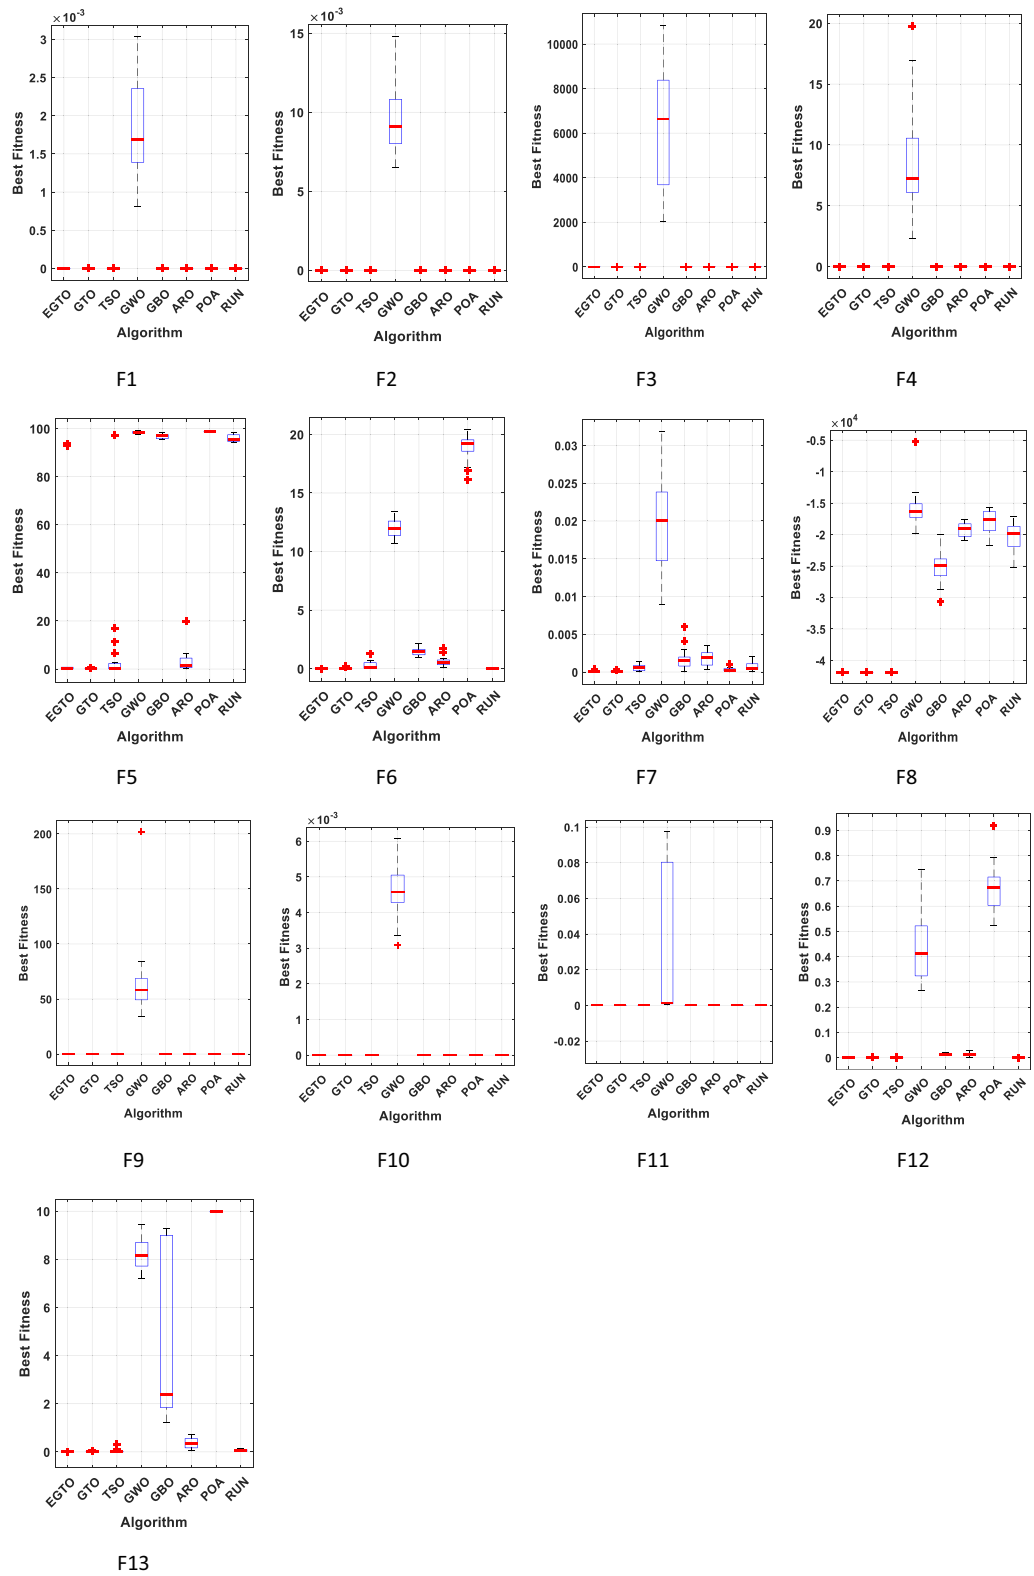 ×10⁻³
3
2.5
2
1.5
1
0.5
0
Best Fitness
EGTO GTO TSO GWO GBO ARO POA RUN
Algorithm
F1
×10⁻³
15
10
5
0
Best Fitness
EGTO GTO TSO GWO GBO ARO POA RUN
Algorithm
F2
10000
8000
6000
4000
2000
0
Best Fitness
EGTO GTO TSO GWO GBO ARO POA RUN
Algorithm
F3
20
15
10
5
0
Best Fitness
EGTO GTO TSO GWO GBO ARO POA RUN
Algorithm
F4
100
80
60
40
20
0
Best Fitness
EGTO GTO TSO GWO GBO ARO POA RUN
Algorithm
F5
20
15
10
5
0
Best Fitness
EGTO GTO TSO GWO GBO ARO POA RUN
Algorithm
F6
0.03
0.025
0.02
0.015
0.01
0.005
0
Best Fitness
EGTO GTO TSO GWO GBO ARO POA RUN
Algorithm
F7
×10⁴
-0.5
-1
-1.5
-2
-2.5
-3
-3.5
-4
Best Fitness
EGTO GTO TSO GWO GBO ARO POA RUN
Algorithm
F8
200
150
100
50
0
Best Fitness
EGTO GTO TSO GWO GBO ARO POA RUN
Algorithm
F9
×10⁻³
6
5
4
3
2
1
0
Best Fitness
EGTO GTO TSO GWO GBO ARO POA RUN
Algorithm
F10
0.1
0.08
0.06
0.04
0.02
0
-0.02
Best Fitness
EGTO GTO TSO GWO GBO ARO POA RUN
Algorithm
F11
0.9
0.8
0.7
0.6
0.5
0.4
0.3
0.2
0.1
0
Best Fitness
EGTO GTO TSO GWO GBO ARO POA RUN
Algorithm
F12
10
8
6
4
2
0
Best Fitness
EGTO GTO TSO GWO GBO ARO POA RUN
Algorithm
F13